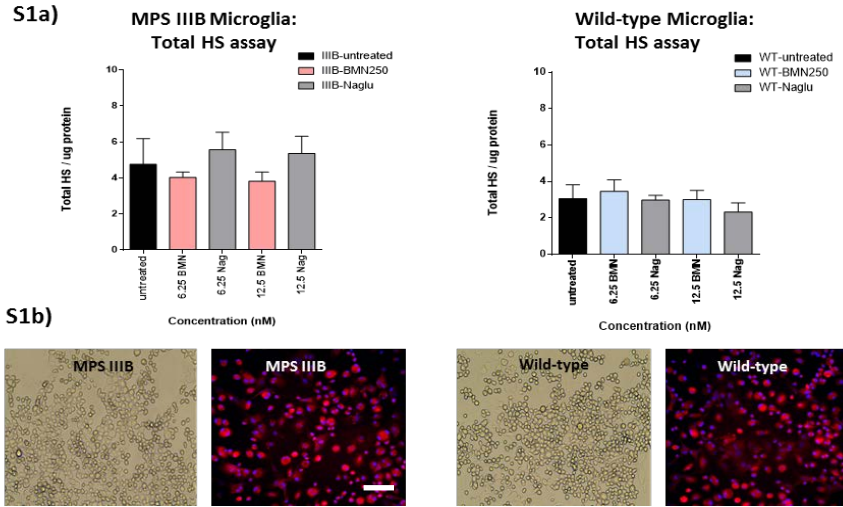 S1a)
MPS IIIB Microglia:
Total HS assay
IIIB-untreated
IIIB-BMN250
IIIB-Naglu
Total HS / ug protein
10
8
6
4
2
0
untreated
6.25 BMN
6.25 Nag
12.5 BMN
12.5 Nag
Concentration (nM)
Wild-type Microglia:
Total HS assay
WT-untreated
WT-BMN250
WT-Naglu
Total HS / ug protein
10
8
6
4
2
0
untreated
6.25 BMN
6.25 Nag
12.5 BMN
12.5 Nag
Concentration (nM)
S1b)
MPS IIIB
MPS IIIB
Wild-type
Wild-type